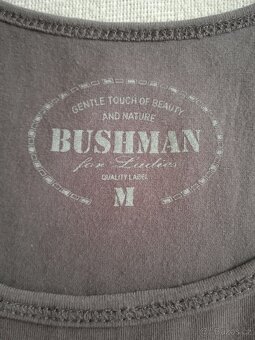 GENTLE TOUCH OF BEAUTY
AND NATURE
BUSHMAN
for Ladies
QUALITY LABEL
M